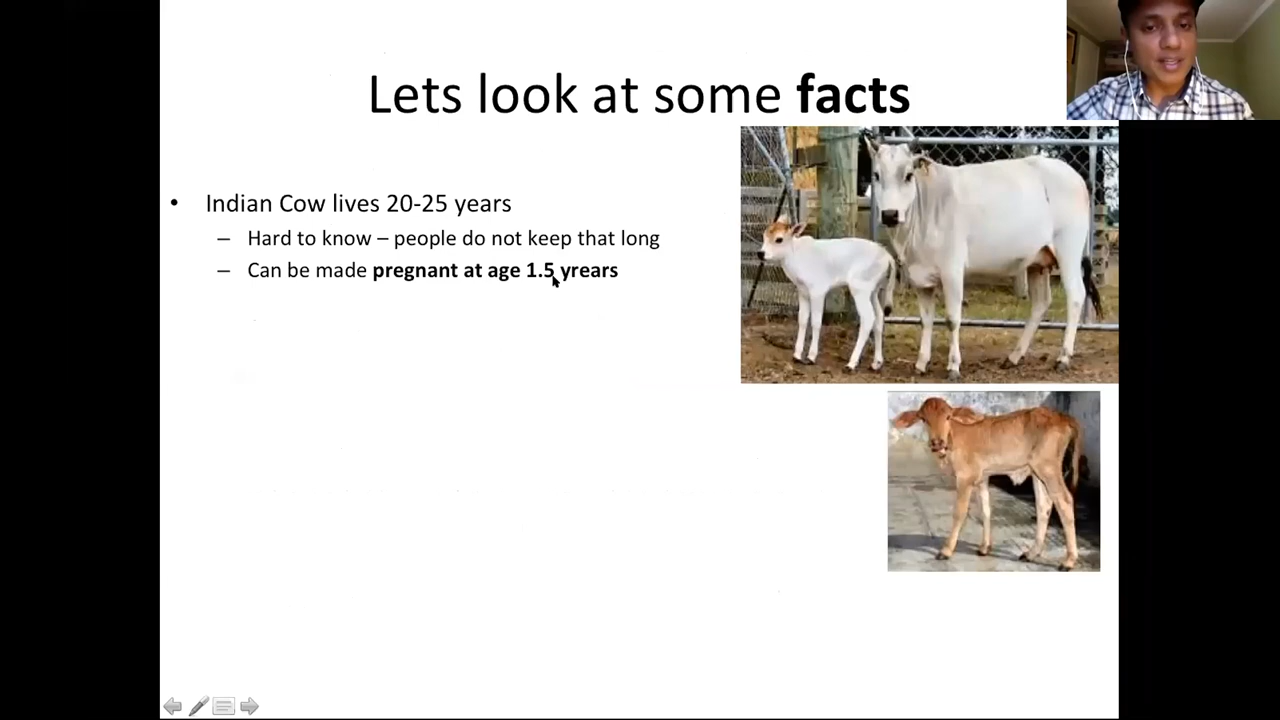 Lets look at some facts
• Indian Cow lives 20-25 years
– Hard to know – people do not keep that long
– Can be made pregnant at age 1.5 yrears